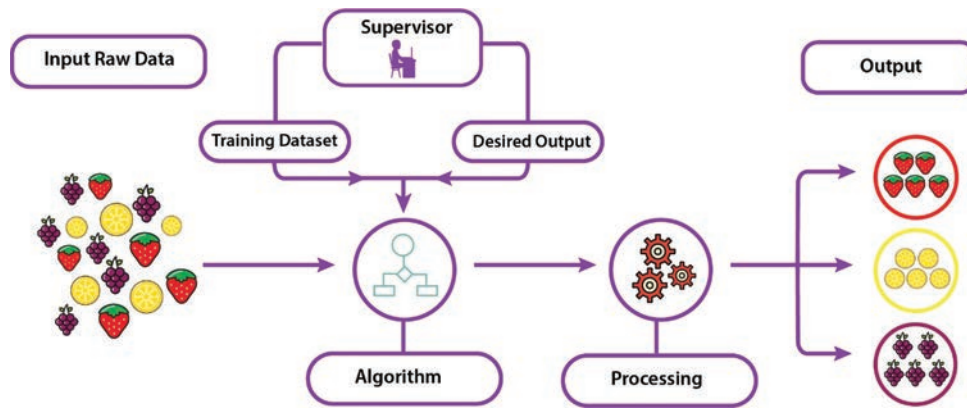 Supervisor
Input Raw Data
Output
Training Dataset
Desired Output
Algorithm
Processing